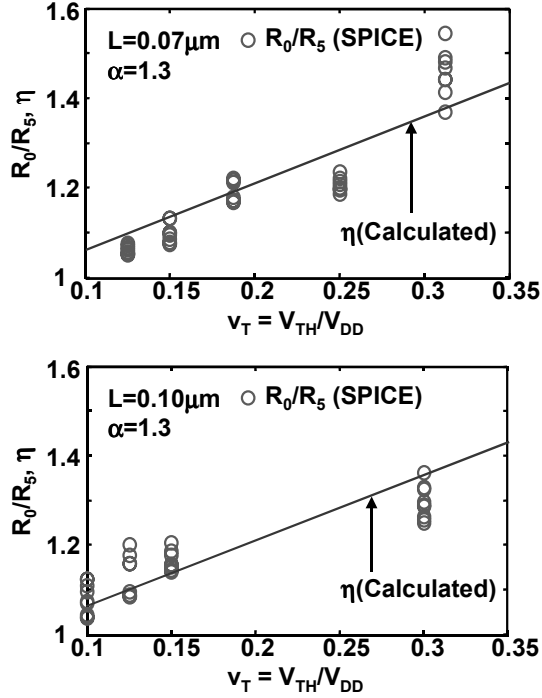 1.6
L=0.07μm ○ R0/R5 (SPICE)
α=1.3
1.4
R0/R5, η
1.2
η(Calculated)
1
0.1 0.15 0.2 0.25 0.3 0.35
vT = VTH/VDD
1.6
L=0.10μm ○ R0/R5 (SPICE)
α=1.3
1.4
R0/R5, η
1.2
η(Calculated)
1
0.1 0.15 0.2 0.25 0.3 0.35
vT = VTH/VDD